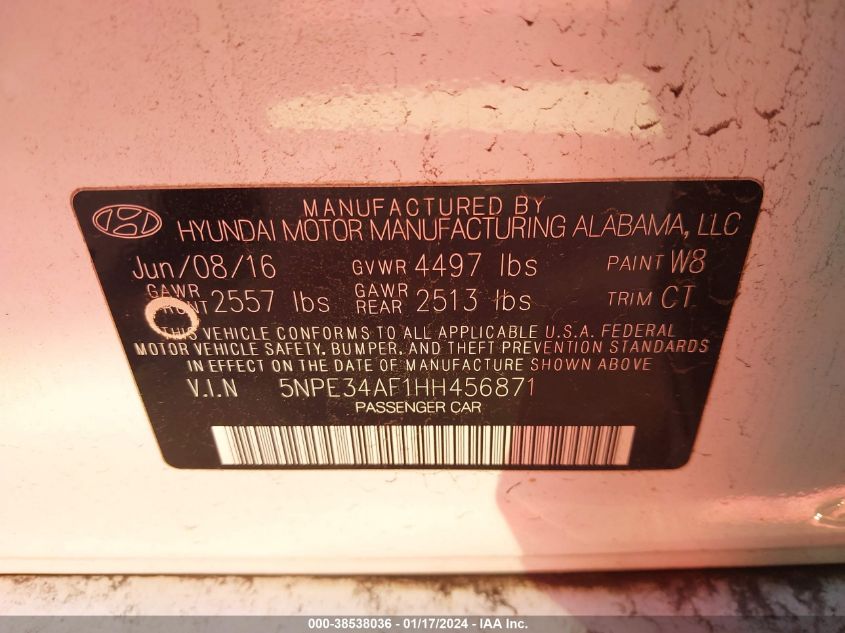 MANUFACTURED BY
HYUNDAI MOTOR MANUFACTURING ALABAMA, LLC
Jun/08/16 GVWR 4497 lbs PAINT W8
GAWR FRONT 2557 lbs GAWR REAR 2513 lbs TRIM CT
THIS VEHICLE CONFORMS TO ALL APPLICABLE U.S.A. FEDERAL
MOTOR VEHICLE SAFETY, BUMPER, AND THEFT PREVENTION STANDARDS
IN EFFECT ON THE DATE OF MANUFACTURE SHOWN ABOVE
V.I.N 5NPE34AF1HH456871
PASSENGER CAR
000-38538036 - 01/17/2024 - IAA Inc.